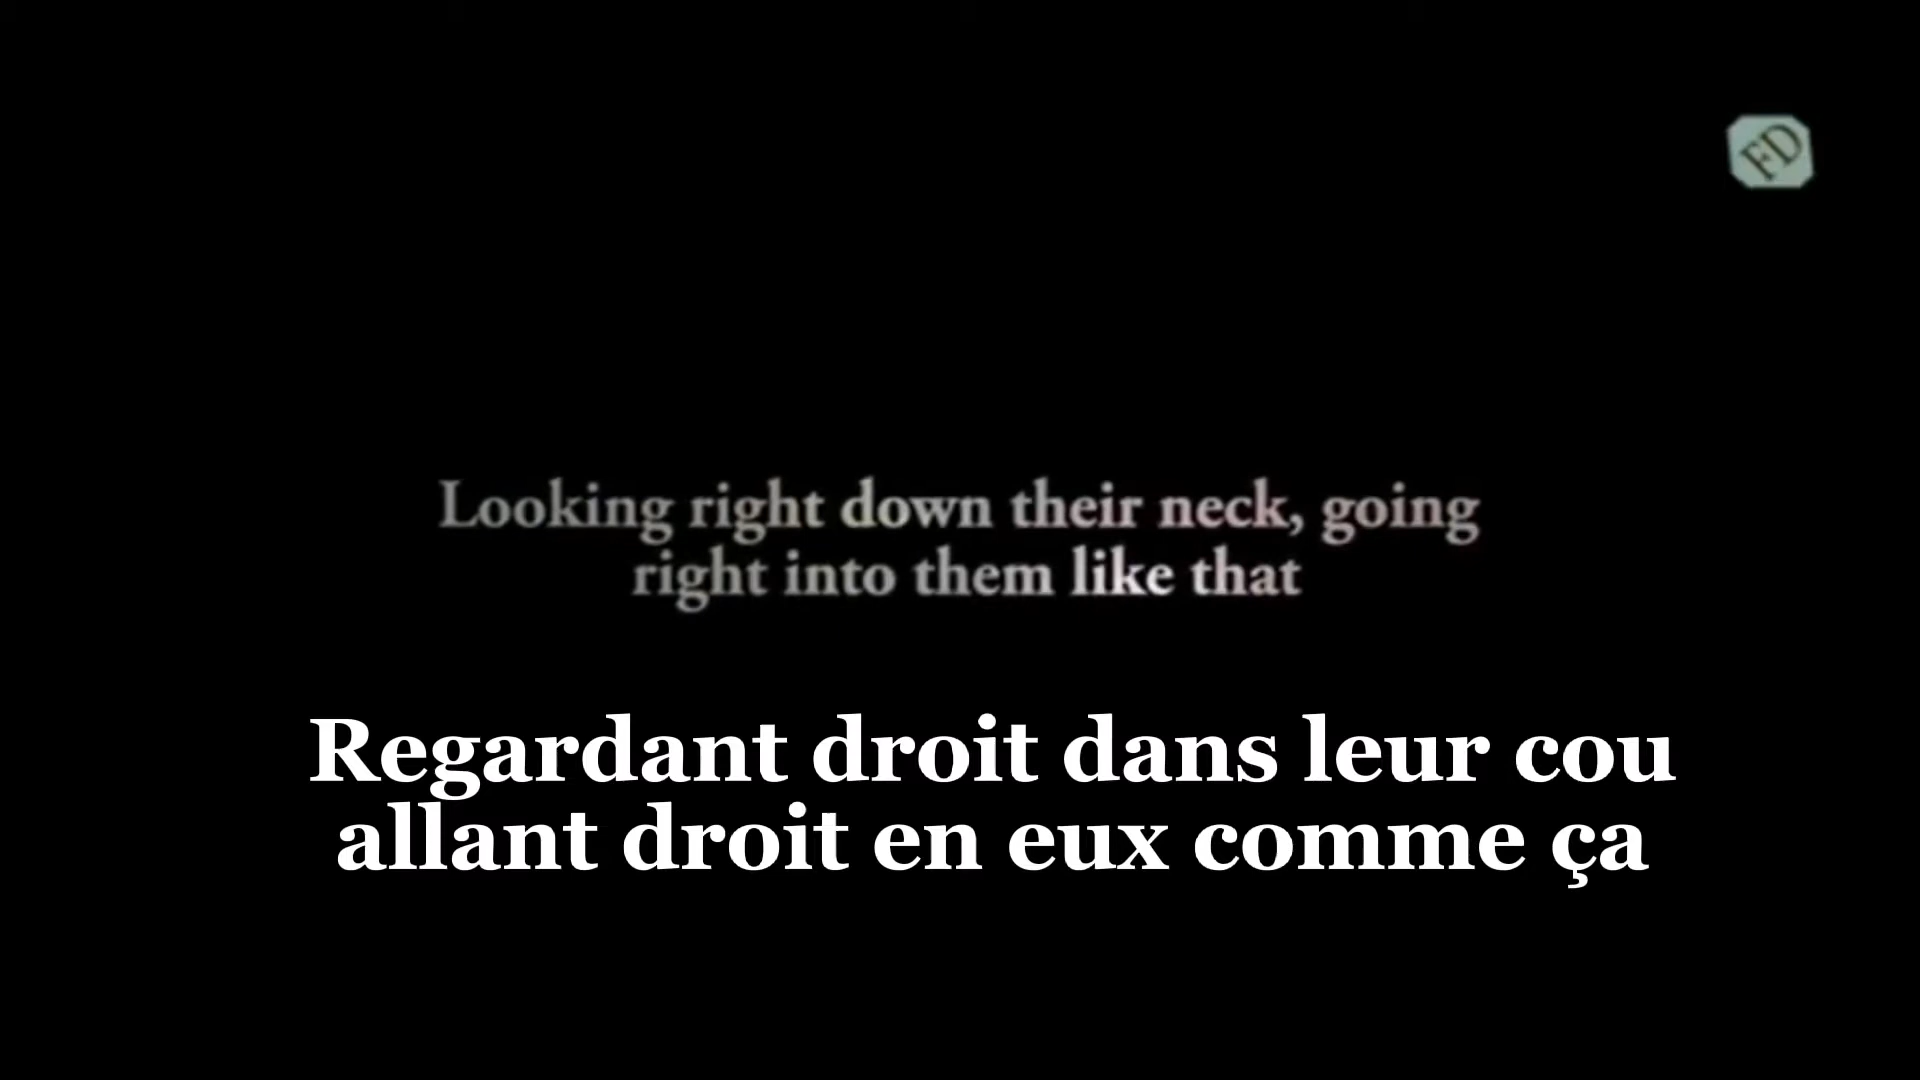 FD
Looking right down their neck, going
right into them like that
Regardant droit dans leur cou
allant droit en eux comme ça